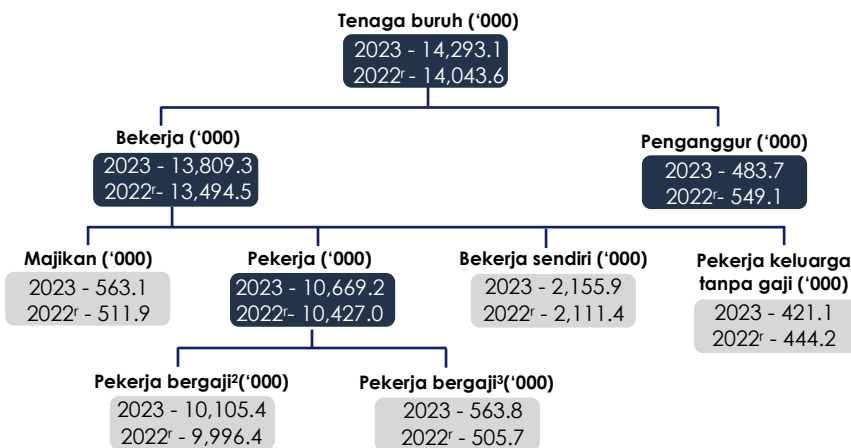 Tenaga buruh (‘000)
2023 - 14,293.1
2022ʳ - 14,043.6
Bekerja (‘000)
2023 - 13,809.3
2022ʳ- 13,494.5
Penganggur (‘000)
2023 - 483.7
2022ʳ- 549.1
Majikan (‘000)
2023 - 563.1
2022ʳ- 511.9
Pekerja (‘000)
2023 - 10,669.2
2022ʳ- 10,427.0
Bekerja sendiri (‘000)
2023 - 2,155.9
2022ʳ - 2,111.4
Pekerja keluarga
tanpa gaji (‘000)
2023 - 421.1
2022ʳ - 444.2
Pekerja bergaji²(‘000)
2023 - 10,105.4
2022ʳ - 9,996.4
Pekerja bergaji³(‘000)
2023 - 563.8
2022ʳ - 505.7